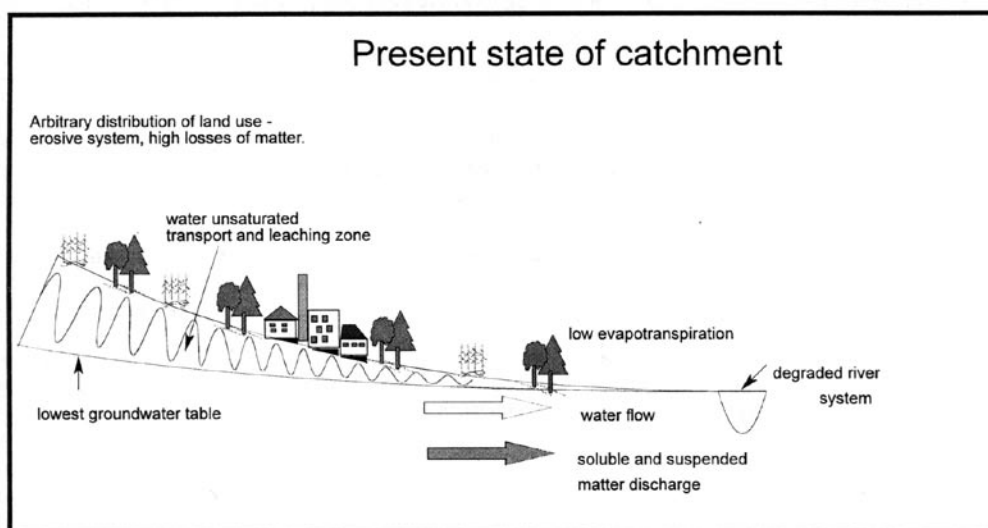 Present state of catchment
Arbitrary distribution of land use -
erosive system, high losses of matter.
water unsaturated
transport and leaching zone
low evapotranspiration
degraded river
system
lowest groundwater table
water flow
soluble and suspended
matter discharge